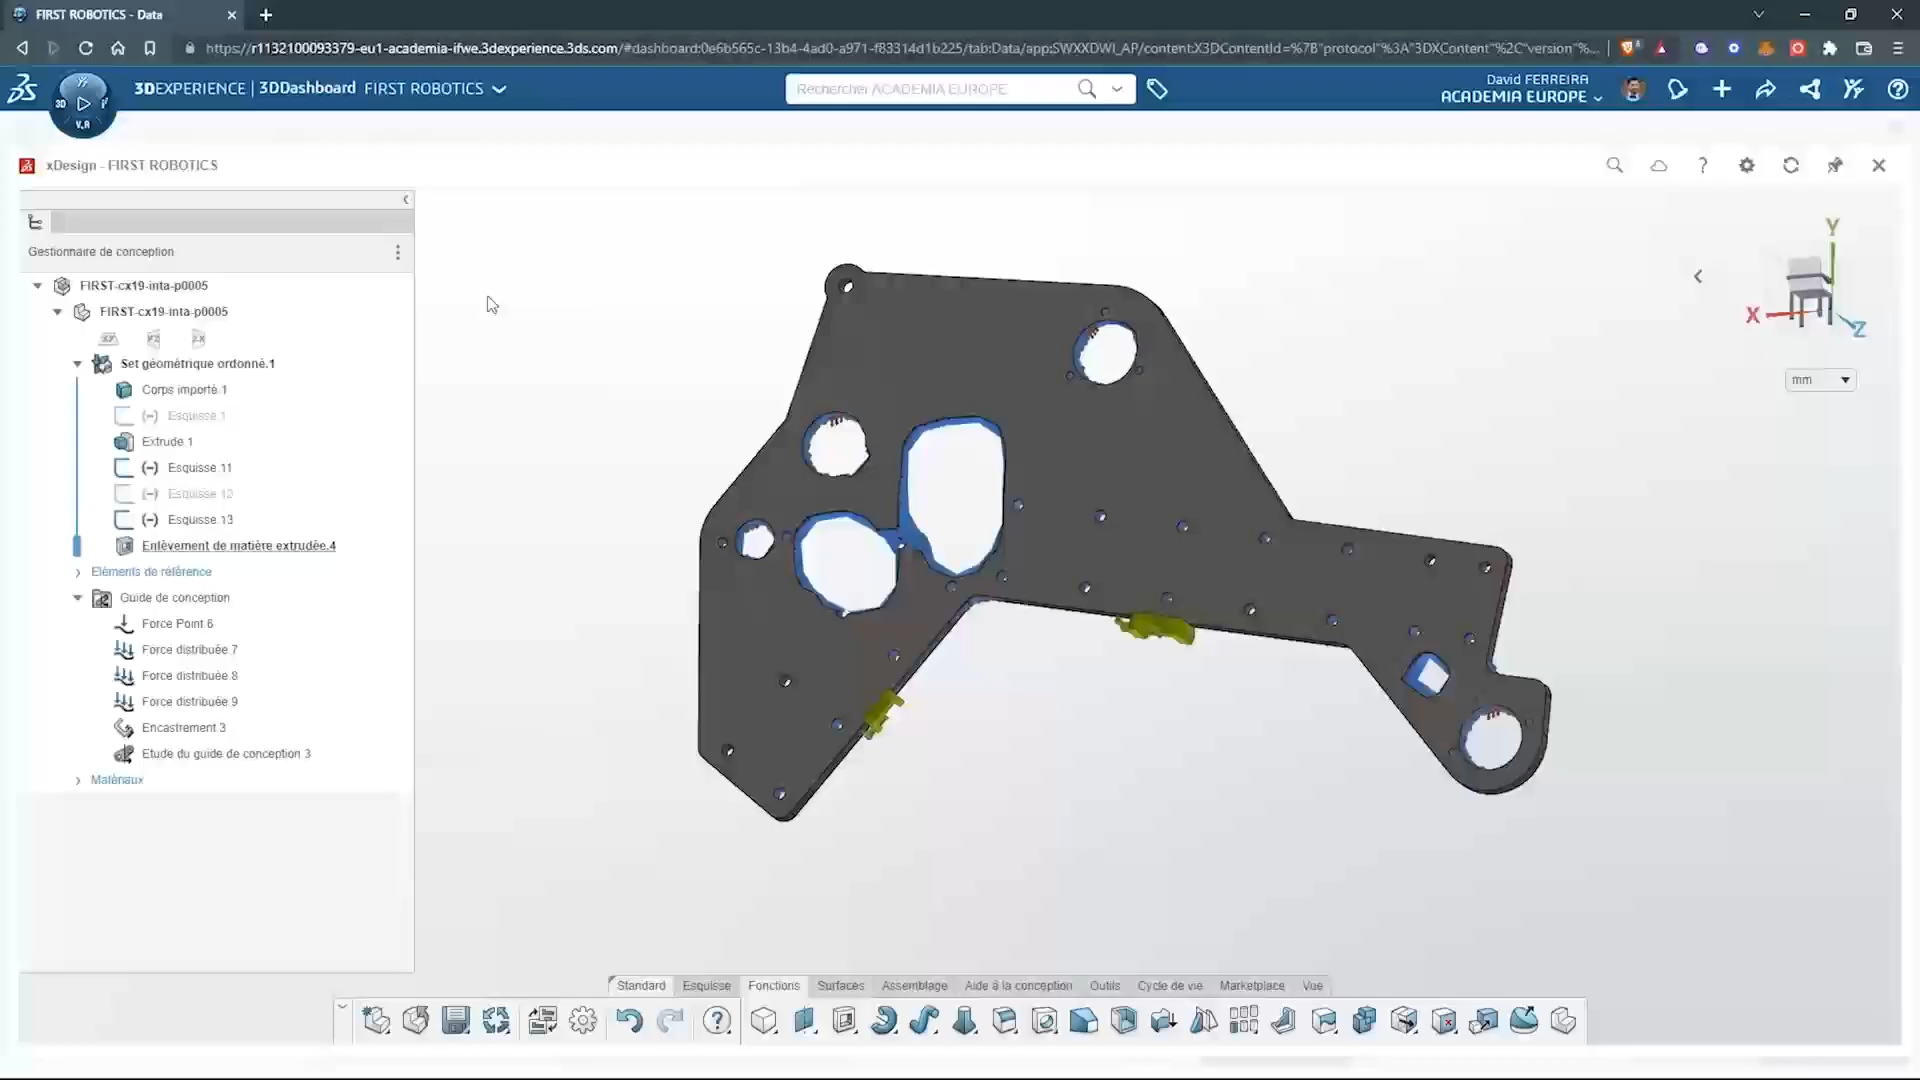 FIRST ROBOTICS - Data
https://r1132100093379-eu1-academia-ifwe.3dexperience.3ds.com/#dashboard:0e6b565c-13b4-4ad0-a971-f83314d1b225/tab:Data/app:SWXXDWI_AP/content:X3DContentId=%7B"protocol"%3A"3DXContent"%2C"version"%...
3DEXPERIENCE | 3DDashboard FIRST ROBOTICS
Rechercher ACADEMIA EUROPE
David FERREIRA
ACADEMIA EUROPE
3D
V.R
xDesign - FIRST ROBOTICS
Gestionnaire de conception
FIRST-cx19-inta-p0005
FIRST-cx19-inta-p0005
Set géométrique ordonné.1
Corps importé 1
(-) Esquisse 1
Extrude 1
(-) Esquisse 11
(-) Esquisse 12
(-) Esquisse 13
Enlèvement de matière extrudée.4
Eléments de référence
Guide de conception
Force Point 6
Force distribuée 7
Force distribuée 8
Force distribuée 9
Encastrement 3
Etude du guide de conception 3
Matériaux
Y
X
Z
mm
Standard Esquisse Fonctions Surfaces Assemblage Aide à la conception Outils Cycle de vie Marketplace Vue